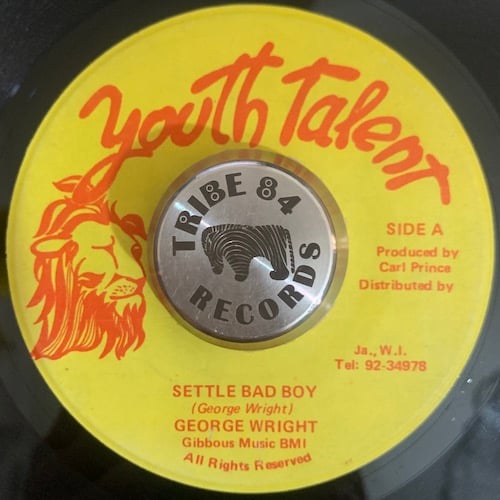 Youth Talent
TRIBE 84
RECORDS
SIDE A
Produced by
Carl Prince
Distributed by
Ja., W.I.
Tel: 92-34978
SETTLE BAD BOY
(George Wright)
GEORGE WRIGHT
Gibbous Music BMI
All Rights Reserved